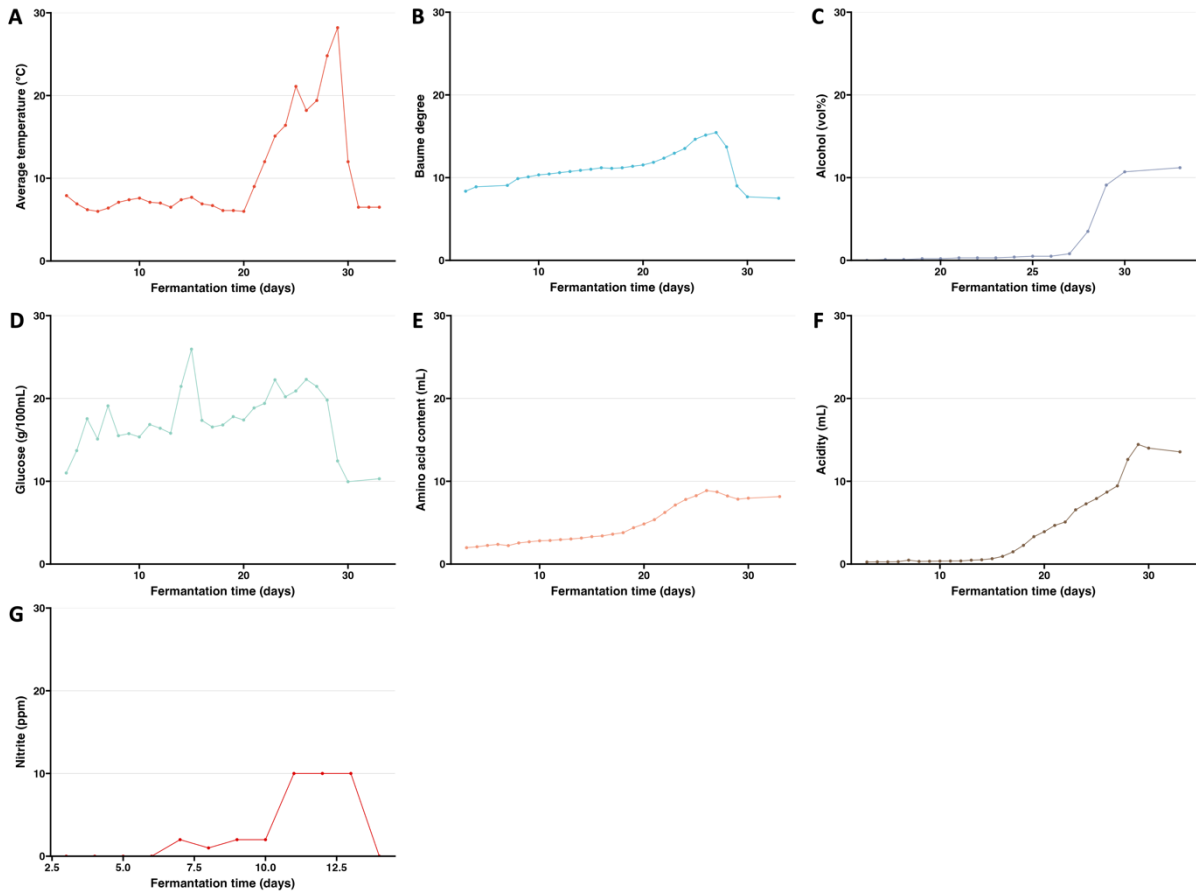 A
Average temperature (°C)
30
20
10
0
10
20
30
Fermantation time (days)
B
Baume degree
30
20
10
0
10
20
30
Fermantation time (days)
C
Alcohol (vol%)
30
20
10
0
20
25
30
Fermantation time (days)
D
Glucose (g/100mL)
30
20
10
0
10
20
30
Fermantation time (days)
E
Amino acid content (mL)
30
20
10
0
10
20
30
Fermantation time (days)
F
Acidity (mL)
30
20
10
0
10
20
30
Fermantation time (days)
G
Nitrite (ppm)
30
20
10
0
2.5
5.0
7.5
10.0
12.5
Fermantation time (days)